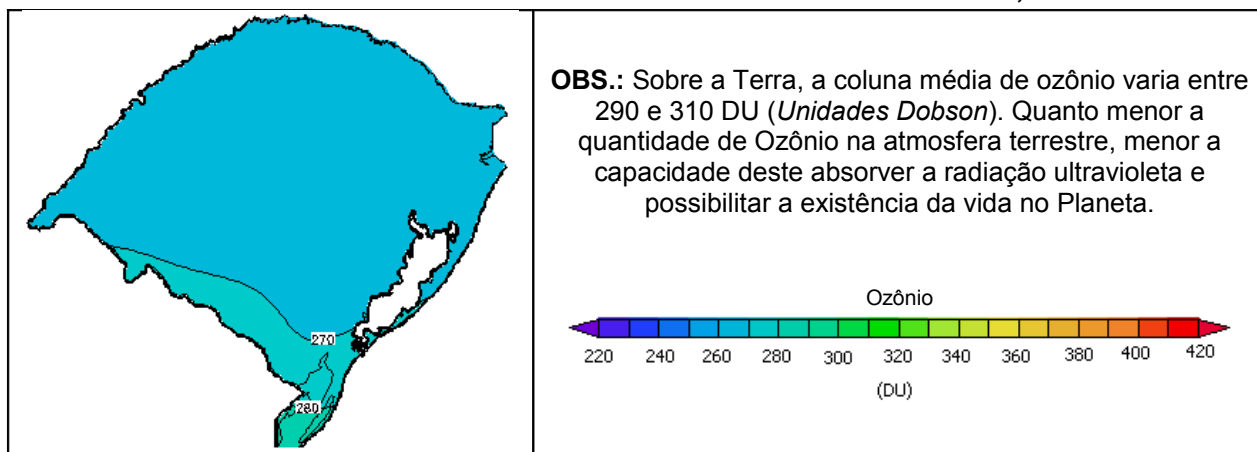 270
280
OBS.: Sobre a Terra, a coluna média de ozônio varia entre
290 e 310 DU (Unidades Dobson). Quanto menor a
quantidade de Ozônio na atmosfera terrestre, menor a
capacidade deste absorver a radiação ultravioleta e
possibilitar a existência da vida no Planeta.
Ozônio
220 240 260 280 300 320 340 360 380 400 420
(DU)